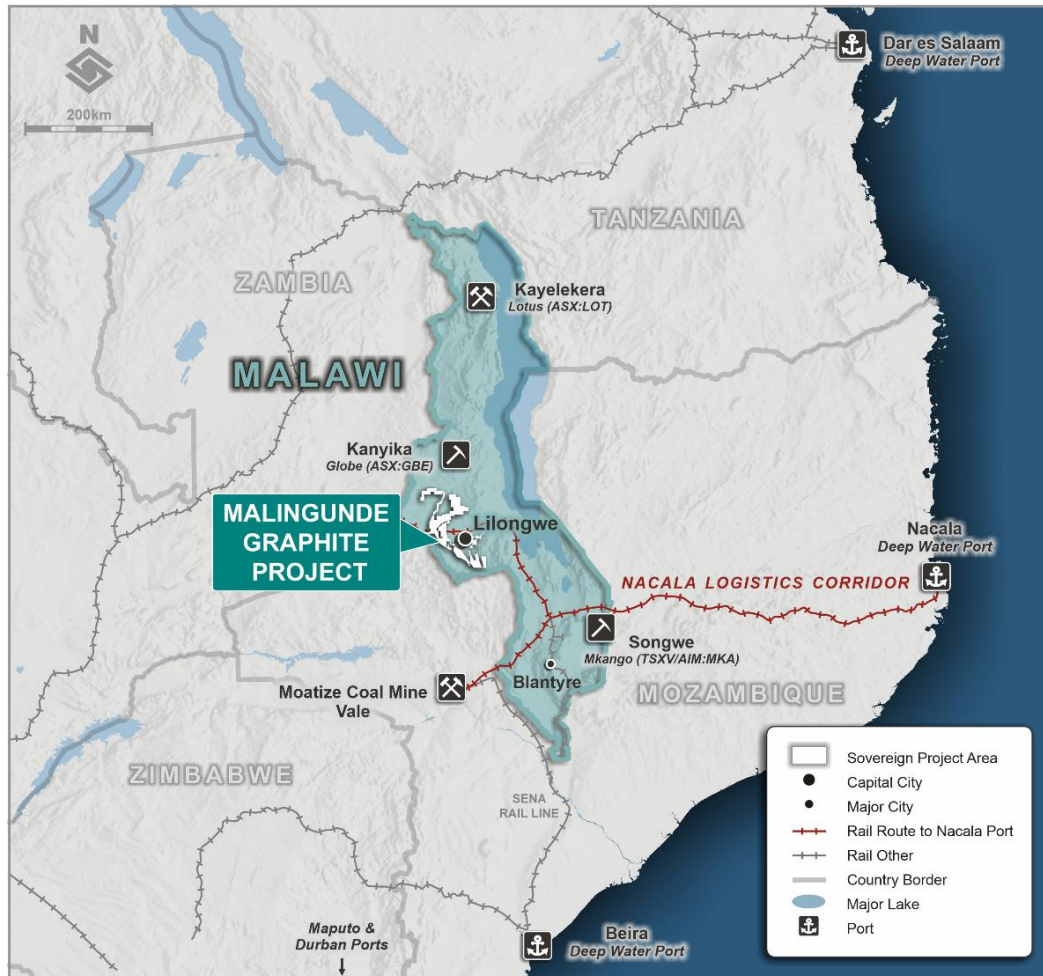 N
200km
Dar es Salaam
Deep Water Port
TANZANIA
ZAMBIA
Kayelekera
Lotus (ASX:LOT)
MALAWI
Kanyika
Globe (ASX:GBE)
MALINGUNDE
GRAPHITE
PROJECT
Lilongwe
Nacala
Deep Water Port
NACALA LOGISTICS CORRIDOR
Songwe
Mkango (TSXV/AIM:MKA)
Blantyre
Moatize Coal Mine
Vale
MOZAMBIQUE
ZIMBABWE
SENA
RAIL LINE
Maputo &
Durban Ports
Beira
Deep Water Port
Sovereign Project Area
Capital City
Major City
Rail Route to Nacala Port
Rail Other
Country Border
Major Lake
Port